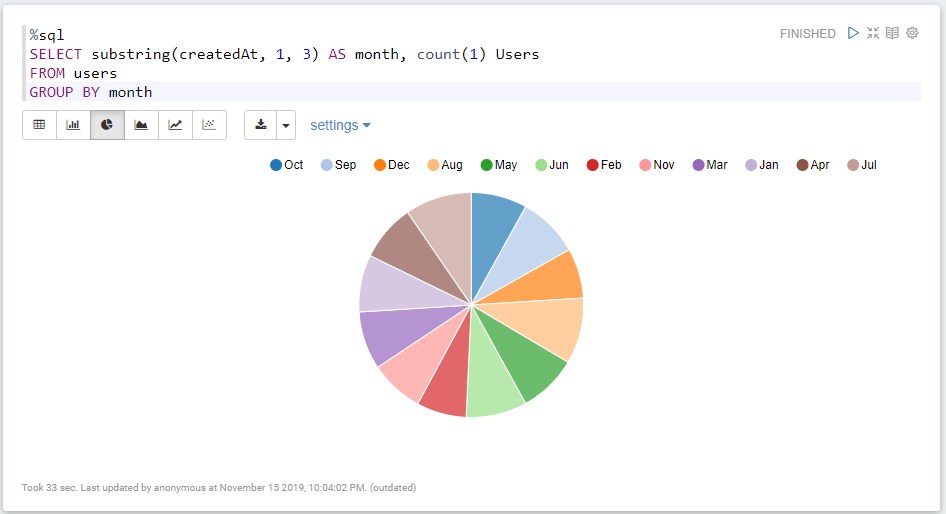 %sql
SELECT substring(createdAt, 1, 3) AS month, count(1) Users
FROM users
GROUP BY month
FINISHED
settings
Oct Sep Dec Aug May Jun Feb Nov Mar Jan Apr Jul
Took 33 sec. Last updated by anonymous at November 15 2019, 10:04:02 PM. (outdated)